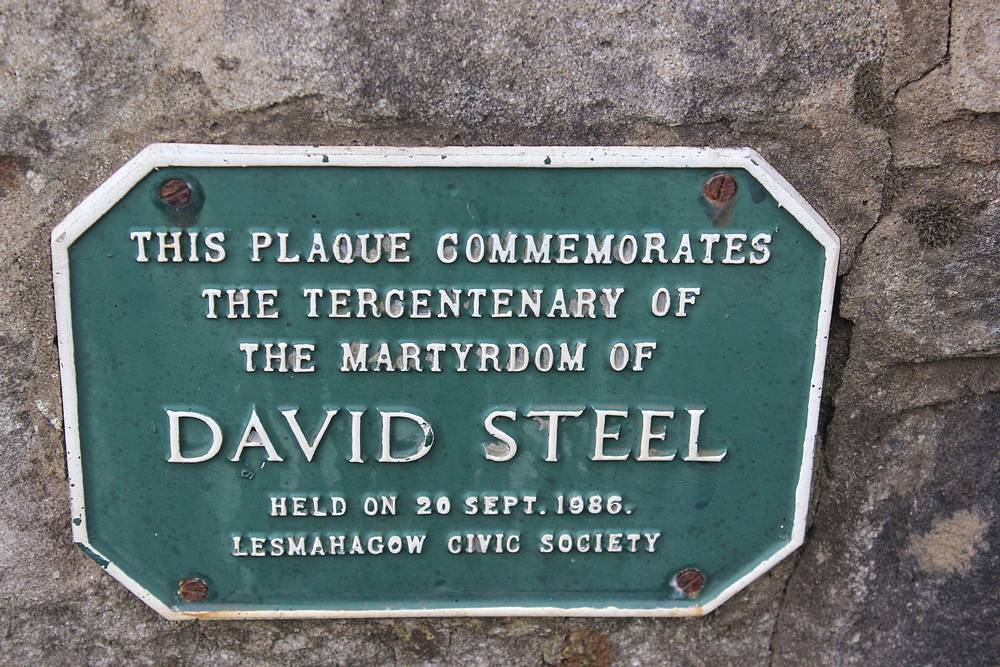 THIS PLAQUE COMMEMORATES
THE TERCENTENARY OF
THE MARTYRDOM OF
DAVID STEEL
HELD ON 20 SEPT. 1986.
LESMAHAGOW CIVIC SOCIETY